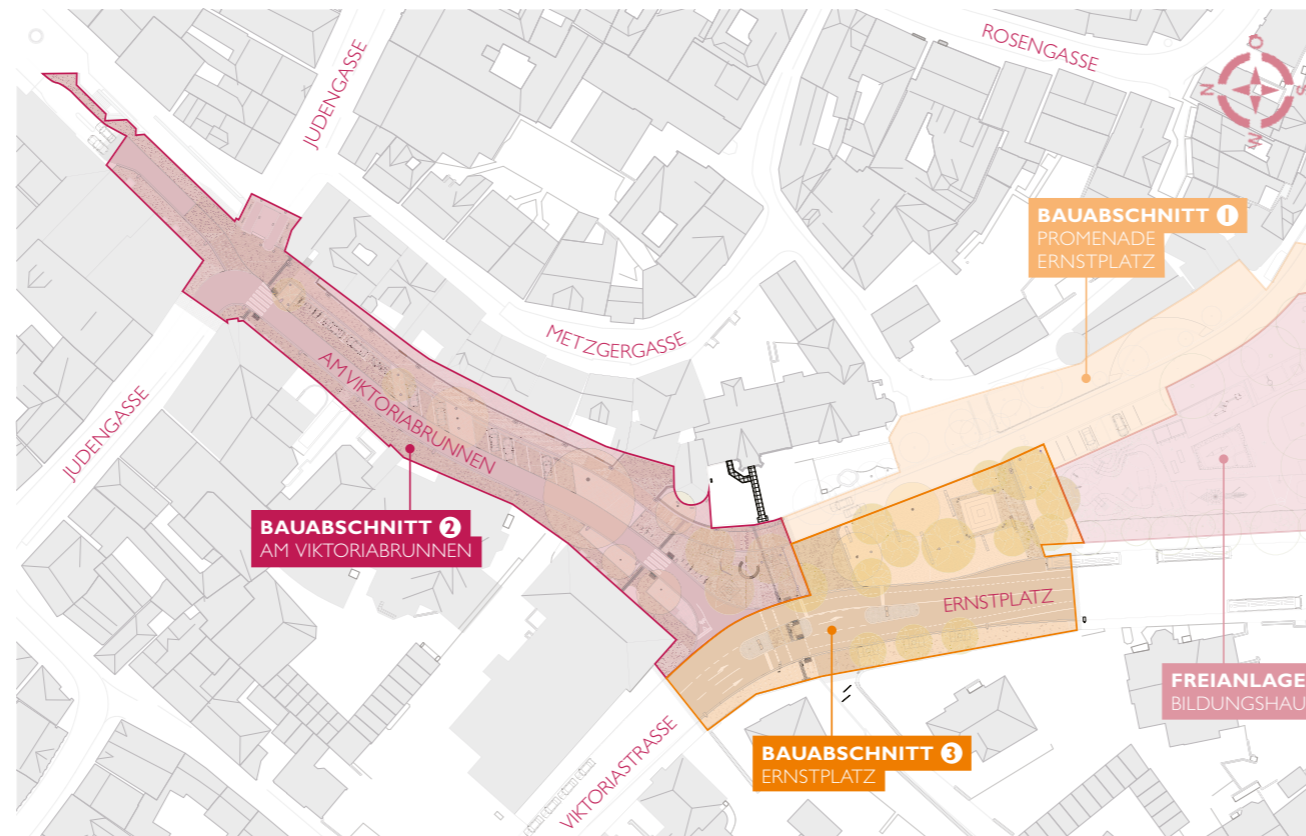 JUDENGASSE
ROSENGASSE
O
N
S
W
BAUABSCHNITT 1
PROMENADE
ERNSTPLATZ
METZGERGASSE
AM VIKTORIABRUNNEN
JUDENGASSE
BAUABSCHNITT 2
AM VIKTORIABRUNNEN
ERNSTPLATZ
FREIANLAGE
BILDUNGSHAU
VIKTORIASTRASSE
BAUABSCHNITT 3
ERNSTPLATZ